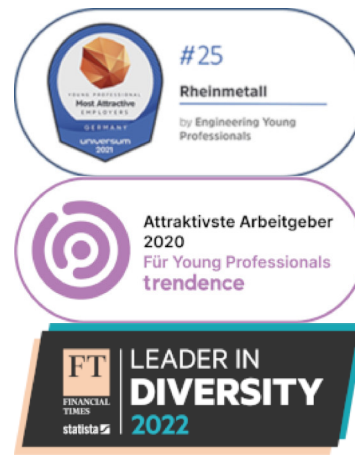 YOUNG PROFESSIONAL
Most Attractive
EMPLOYERS
GERMANY
universum
2021
#25
Rheinmetall
by Engineering Young
Professionals
Attraktivste Arbeitgeber
2020
Für Young Professionals
trendence
FT
FINANCIAL
TIMES
statista
LEADER IN
DIVERSITY
2022